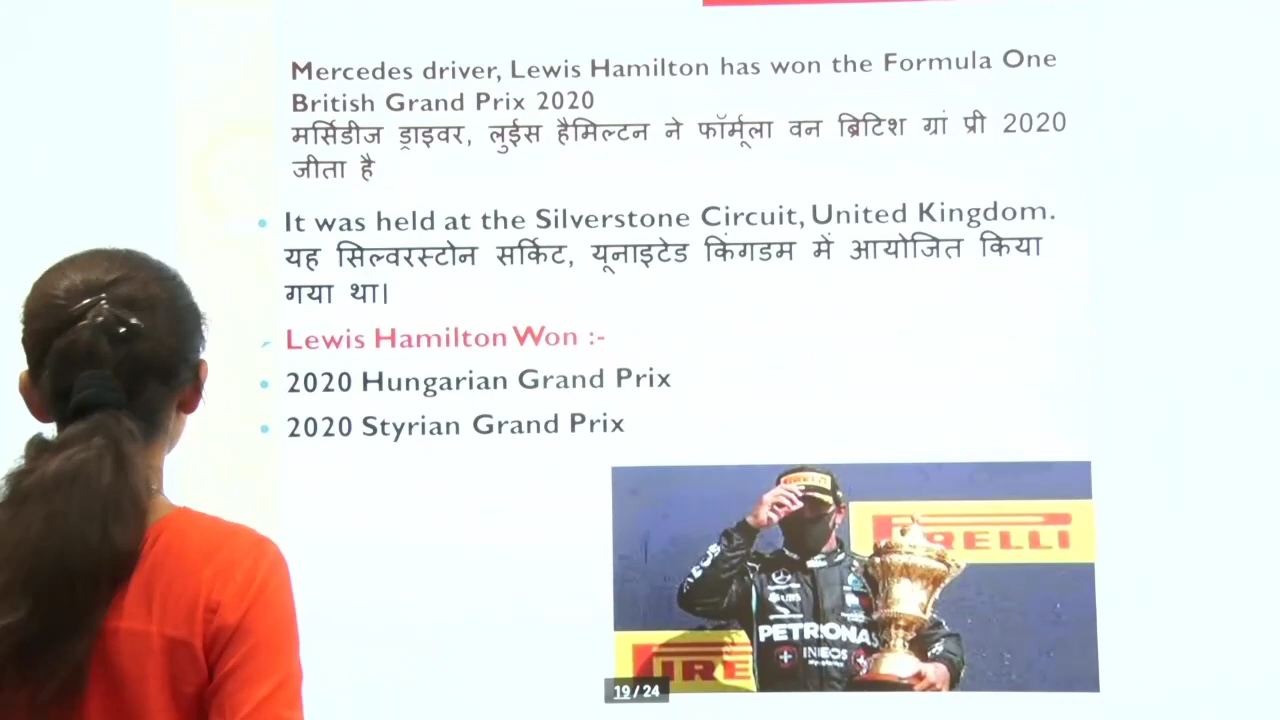 Mercedes driver, Lewis Hamilton has won the Formula One
British Grand Prix 2020
मर्सिडीज ड्राइवर, लुईस हैमिल्टन ने फॉर्मूला वन ब्रिटिश ग्रां प्री 2020
जीता है
It was held at the Silverstone Circuit, United Kingdom.
यह सिल्वरस्टोन सर्किट, यूनाइटेड किंगडम में आयोजित किया
गया था।
Lewis Hamilton Won :-
2020 Hungarian Grand Prix
2020 Styrian Grand Prix
PIRELLI
PETRONAS
INEOS
19 / 24